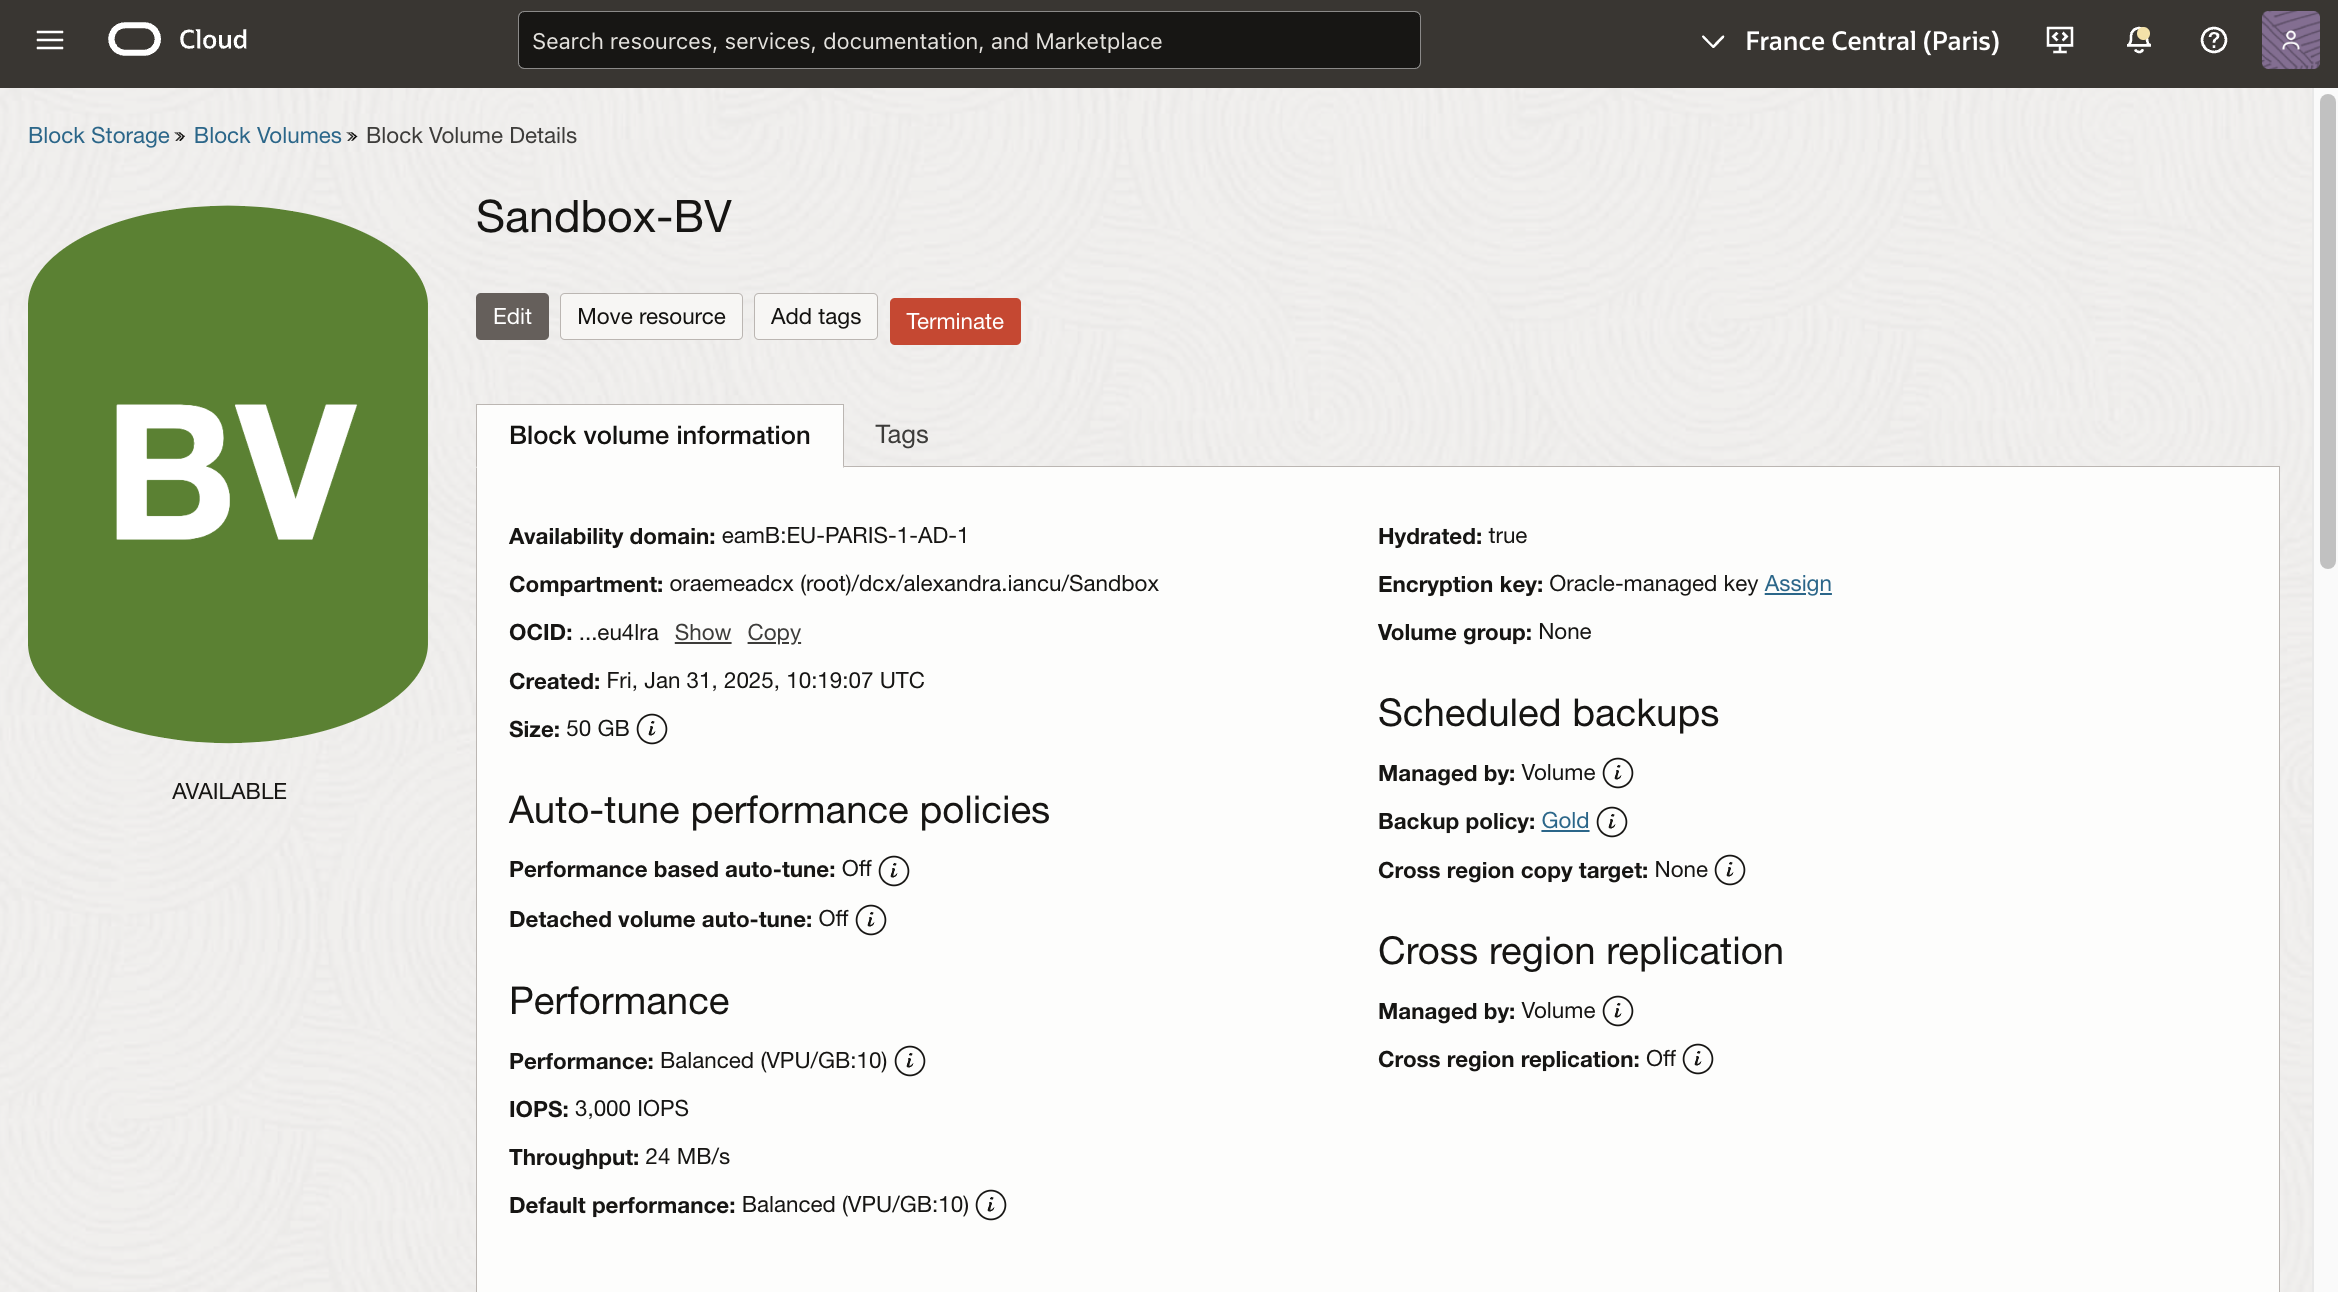 Cloud
Search resources, services, documentation, and Marketplace
France Central (Paris)
Block Storage » Block Volumes » Block Volume Details
BV
AVAILABLE
Sandbox-BV
Edit
Move resource
Add tags
Terminate
Block volume information
Tags
Availability domain: eamB:EU-PARIS-1-AD-1
Compartment: oraemeadcx (root)/dcx/alexandra.iancu/Sandbox
OCID: ...eu4lra Show Copy
Created: Fri, Jan 31, 2025, 10:19:07 UTC
Size: 50 GB
Auto-tune performance policies
Performance based auto-tune: Off
Detached volume auto-tune: Off
Performance
Performance: Balanced (VPU/GB:10)
IOPS: 3,000 IOPS
Throughput: 24 MB/s
Default performance: Balanced (VPU/GB:10)
Hydrated: true
Encryption key: Oracle-managed key Assign
Volume group: None
Scheduled backups
Managed by: Volume
Backup policy: Gold
Cross region copy target: None
Cross region replication
Managed by: Volume
Cross region replication: Off